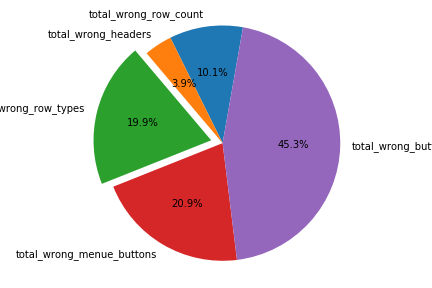 total_wrong_row_count
total_wrong_headers
10.1%
3.9%
wrong_row_types
19.9%
45.3%
total_wrong_but
20.9%
total_wrong_menue_buttons